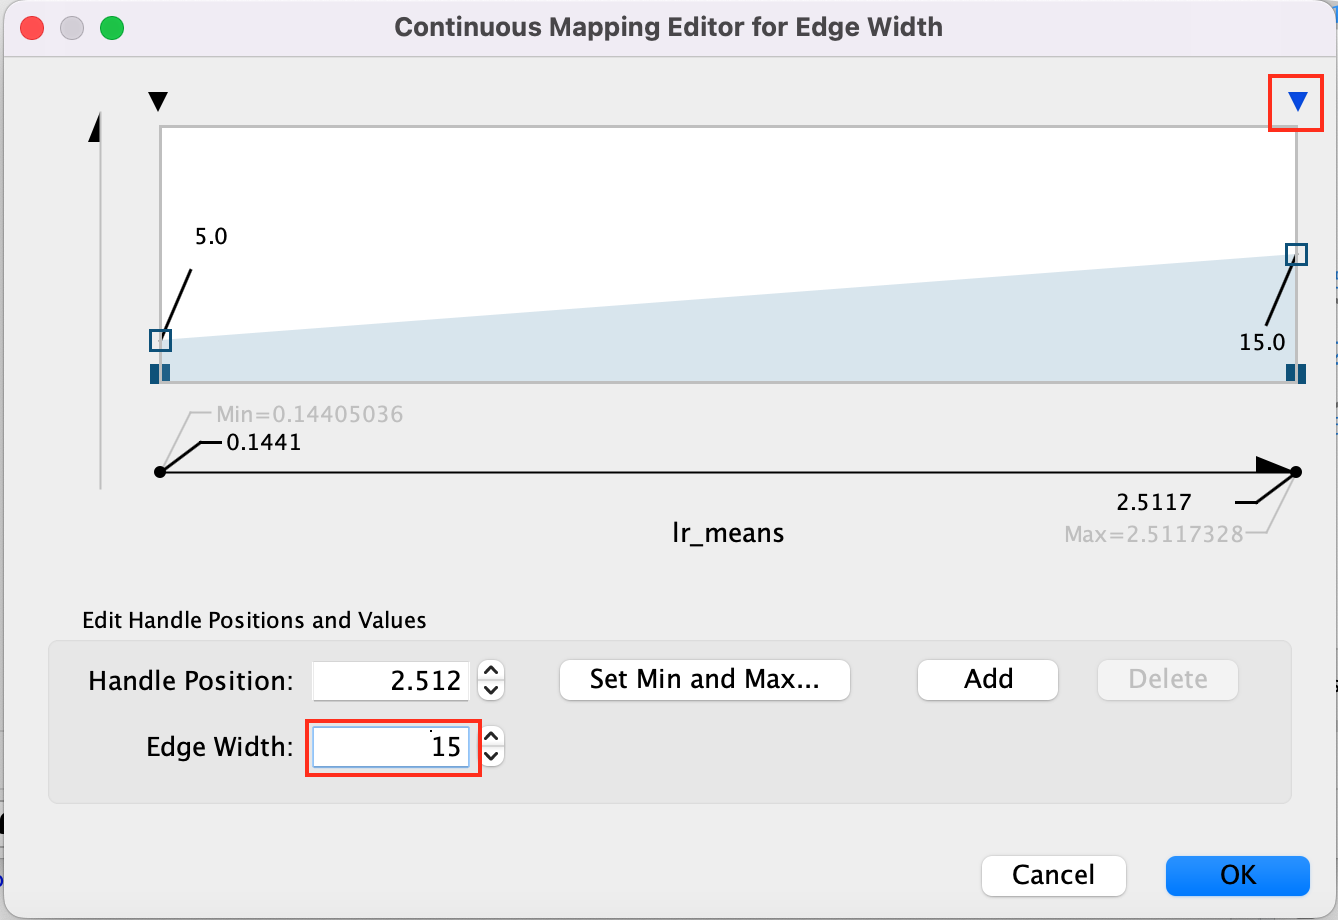 Continuous Mapping Editor for Edge Width
5.0
15.0
Min=0.14405036
0.1441
2.5117
Max=2.5117328
lr_means
Edit Handle Positions and Values
Handle Position: 2.512 Set Min and Max... Add Delete
Edge Width: 15
Cancel OK